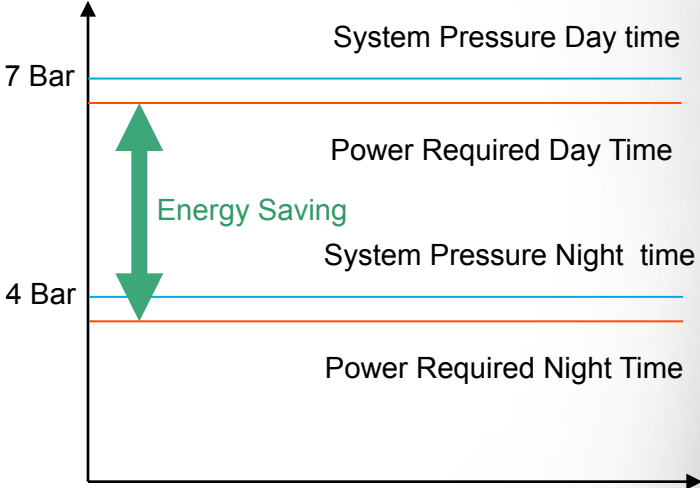 System Pressure Day time
7 Bar
Power Required Day Time
Energy Saving
System Pressure Night time
4 Bar
Power Required Night Time